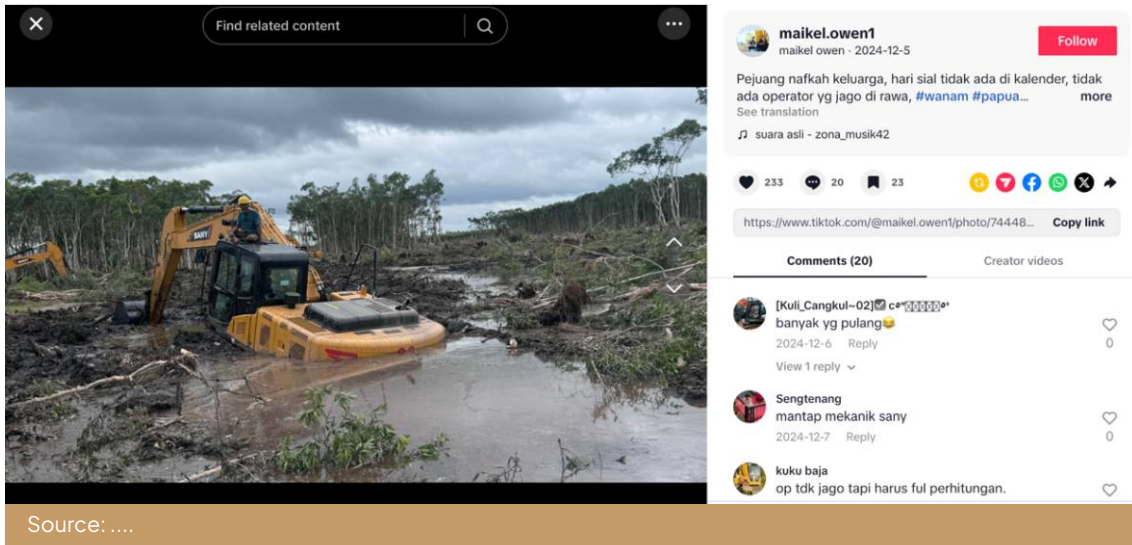 Find related content
SANY
maikel.owen1
maikel owen · 2024-12-5
Follow
Pejuang nafkah keluarga, hari sial tidak ada di kalender, tidak
ada operator yg jago di rawa, #wanam #papua... more
See translation
suara asli - zona_musik42
233 20 23
https://www.tiktok.com/@maikel.owen1/photo/74448... Copy link
Comments (20) Creator videos
[Kuli_Cangkul~02]
banyak yg pulang😂
0
2024-12-6 Reply
View 1 reply
Sengtenang
mantap mekanik sany
0
2024-12-7 Reply
kuku baja
op tdk jago tapi harus ful perhitungan.
Source: ....